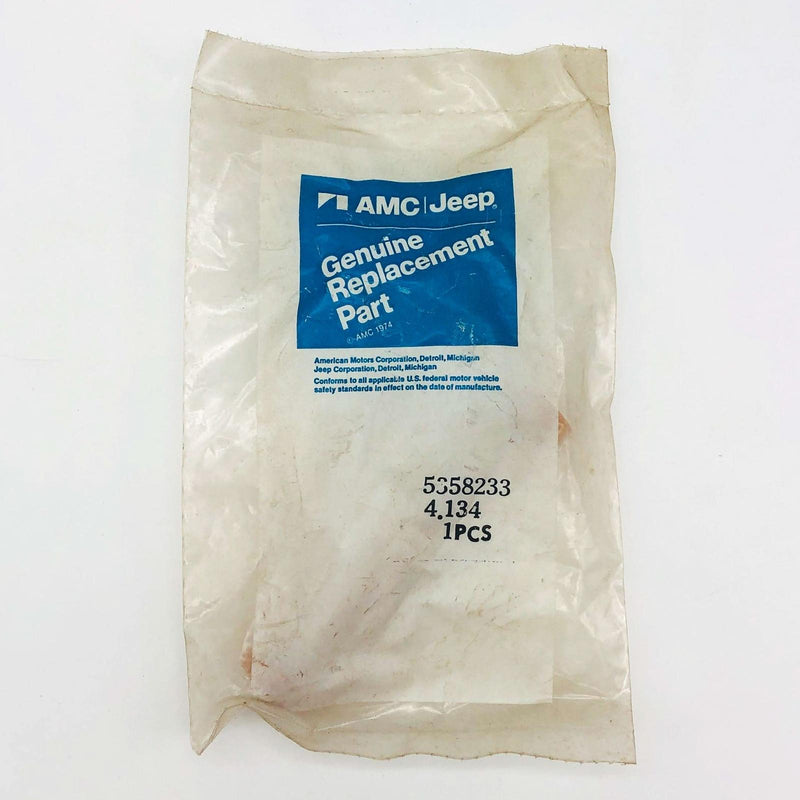 AMC|Jeep®
Genuine
Replacement
Part
© AMC 1974
American Motors Corporation, Detroit, Michigan
Jeep Corporation, Detroit, Michigan
Conforms to all applicable U.S. federal motor vehicle
safety standards in effect on the date of manufacture.
5358233
4.134
1PCS